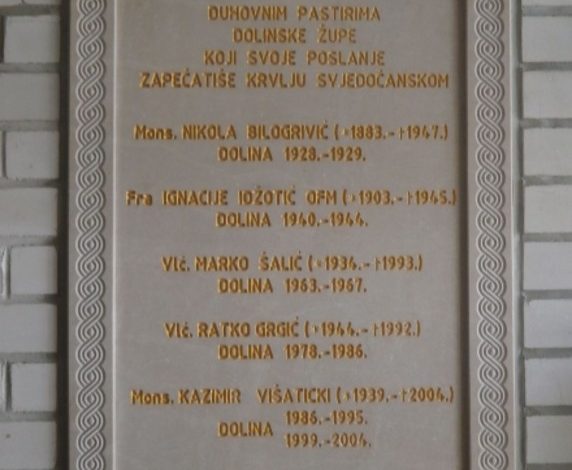 DUHOVNIM PASTIRIMA
DOLINSKE ŽUPE
KOJI SVOJE POSLANJE
ZAPEČATIŠE KRVLJU SVJEDOČANSKOM
Mons. NIKOLA BILOGRIVIĆ (*1883.-†1947.)
DOLINA 1928.-1929.
Fra IGNACIJE IOŽOTIĆ OFM (*1903.-†1945.)
DOLINA 1940.-1944.
Vlč. MARKO ŠALIĆ (*1934.-†1993.)
DOLINA 1963.-1967.
Vlč. RATKO GRGIĆ (*1944.-†1992.)
DOLINA 1978.-1986.
Mons. KAZIMIR VIŠATICKI (*1939.-†2004.)
DOLINA 1986.-1995.
1999.-2004.